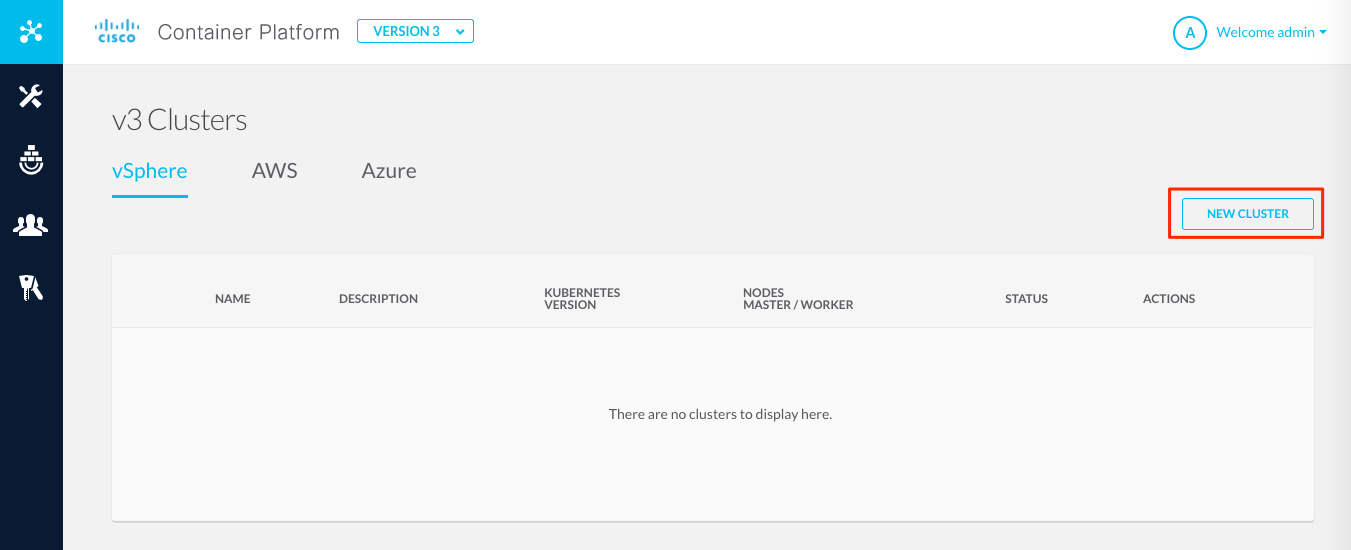 CISCO Container Platform VERSION 3 A Welcome admin
v3 Clusters
vSphere AWS Azure
NEW CLUSTER
NAME DESCRIPTION KUBERNETES VERSION NODES MASTER / WORKER STATUS ACTIONS
There are no clusters to display here.